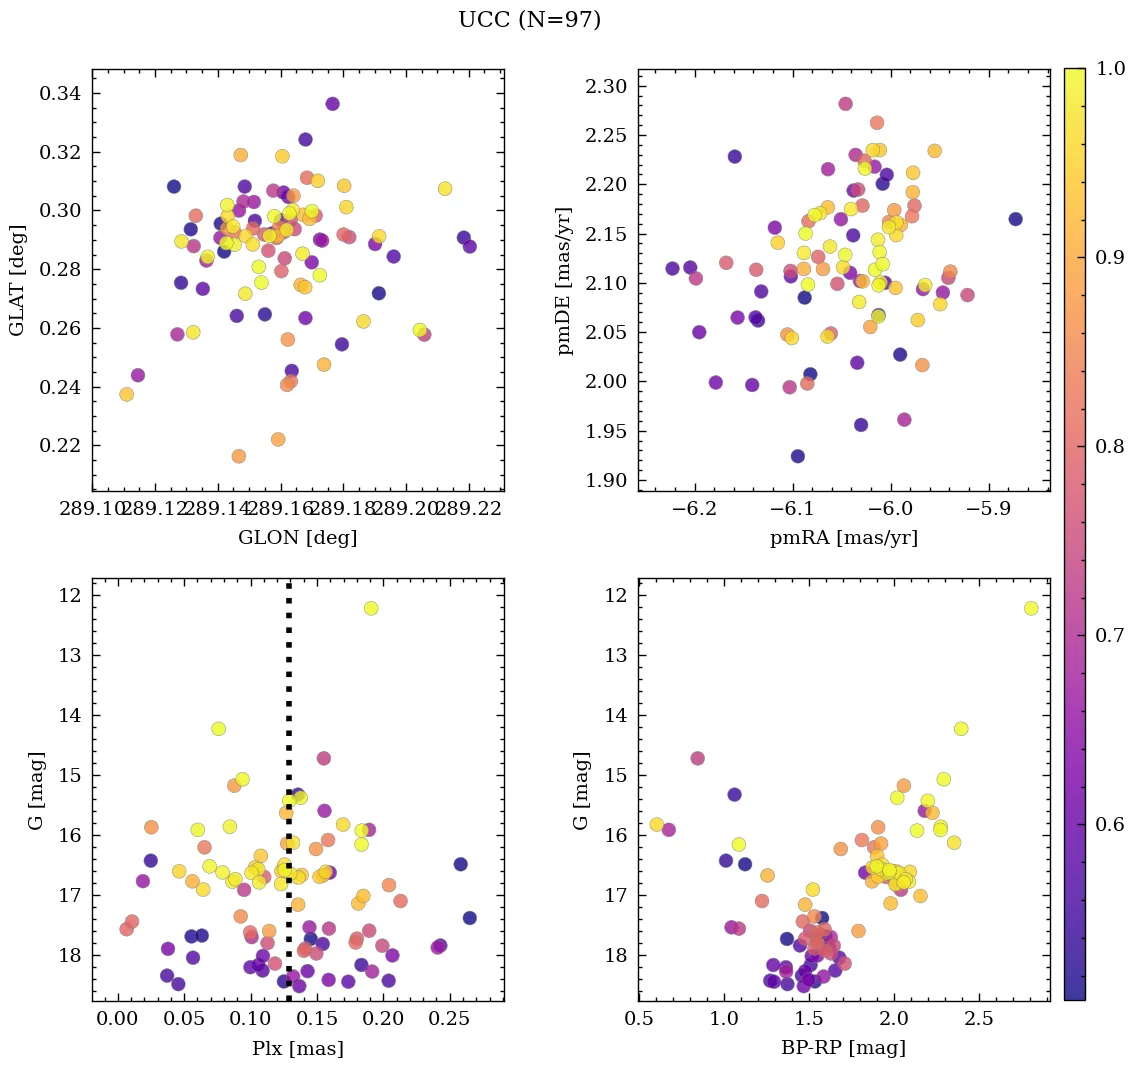 UCC (N=97)
0.34
0.32
0.30
0.28
0.26
0.24
0.22
GLAT [deg]
289.10 289.12 289.14 289.16 289.18 289.20 289.22
GLON [deg]
2.30
2.25
2.20
2.15
2.10
2.05
2.00
1.95
1.90
pmDE [mas/yr]
−6.2 −6.1 −6.0 −5.9
pmRA [mas/yr]
12
13
14
15
16
17
18
G [mag]
0.00 0.05 0.10 0.15 0.20 0.25
Plx [mas]
12
13
14
15
16
17
18
G [mag]
0.5 1.0 1.5 2.0 2.5
BP-RP [mag]
1.0
0.9
0.8
0.7
0.6